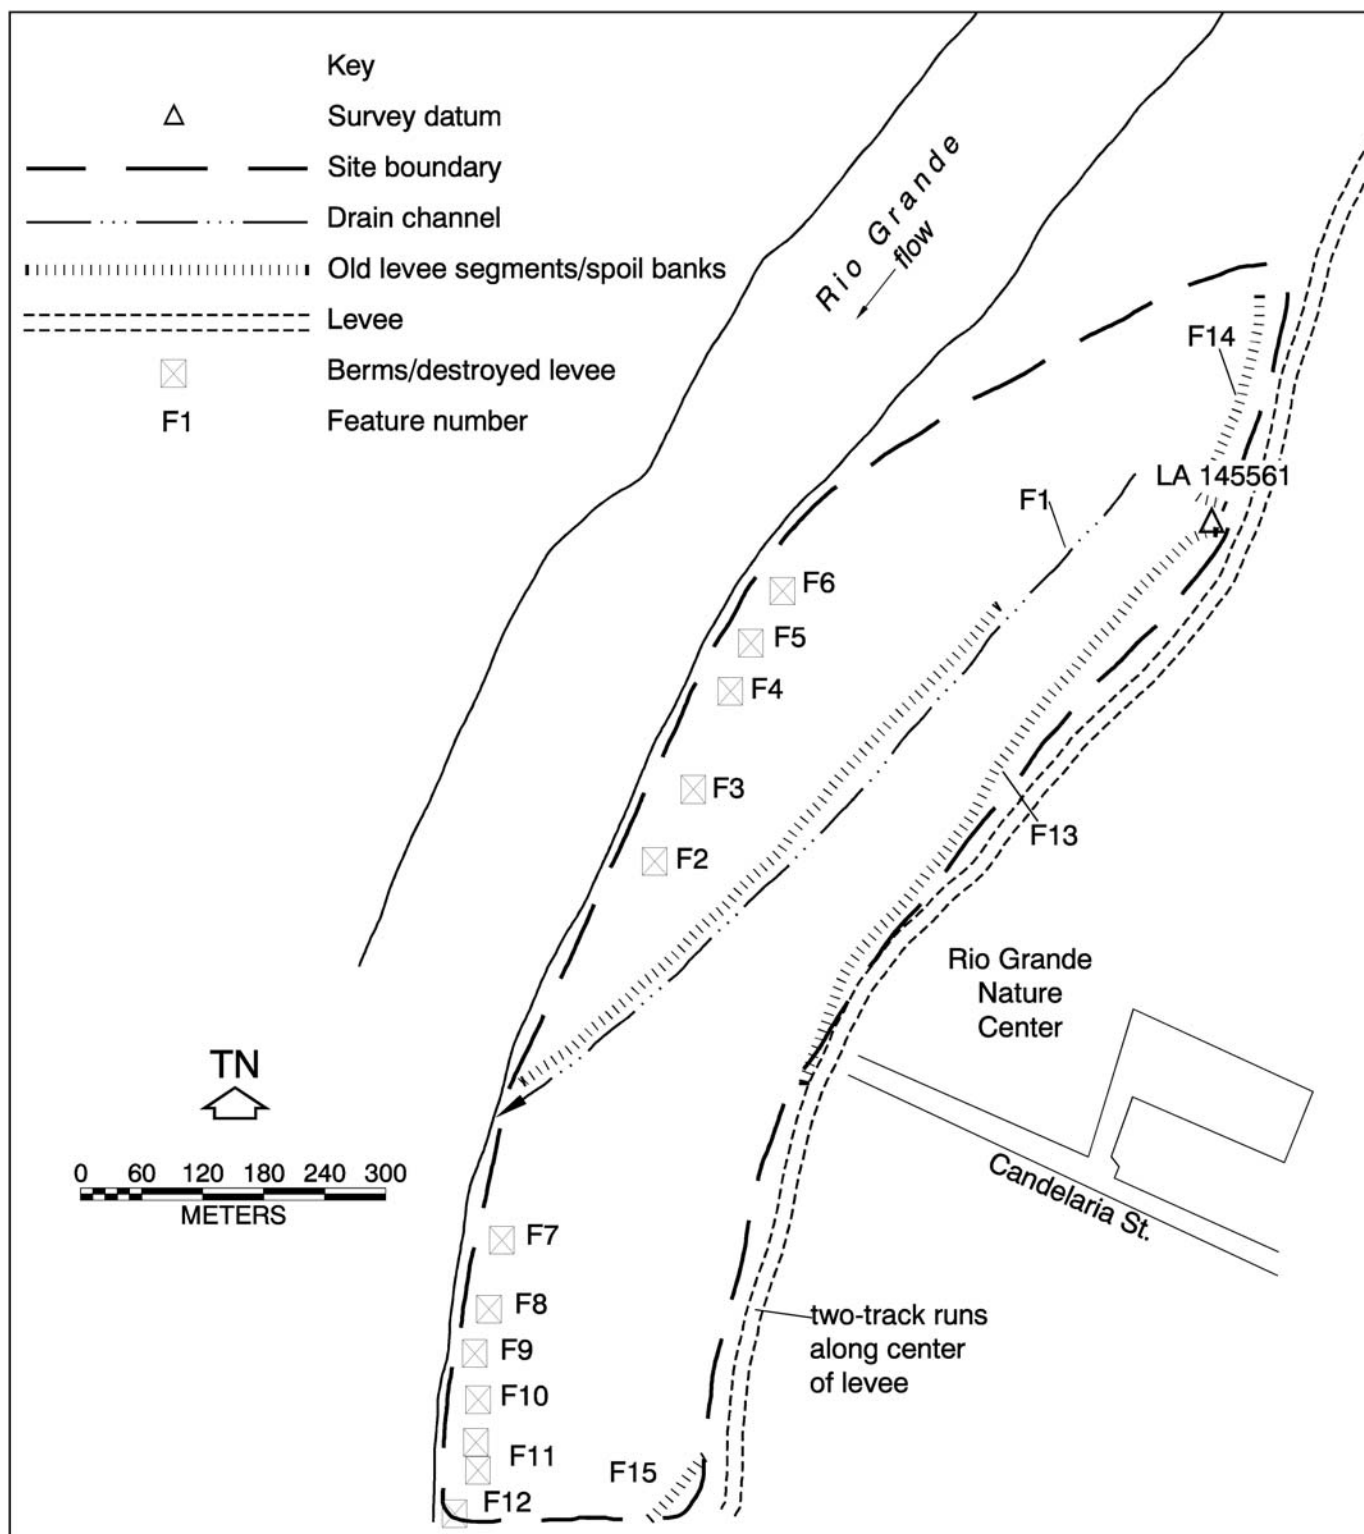 Key
Survey datum
Site boundary
Drain channel
Old levee segments/spoil banks
Levee
Berms/destroyed levee
F1
Feature number
Rio Grande
flow
F14
LA 145561
F1
F6
F5
F4
F3
F2
F13
Rio Grande
Nature
Center
TN
0 60 120 180 240 300
METERS
Candelaria St.
F7
F8
F9
F10
F11
F12
F15
two-track runs
along center
of levee